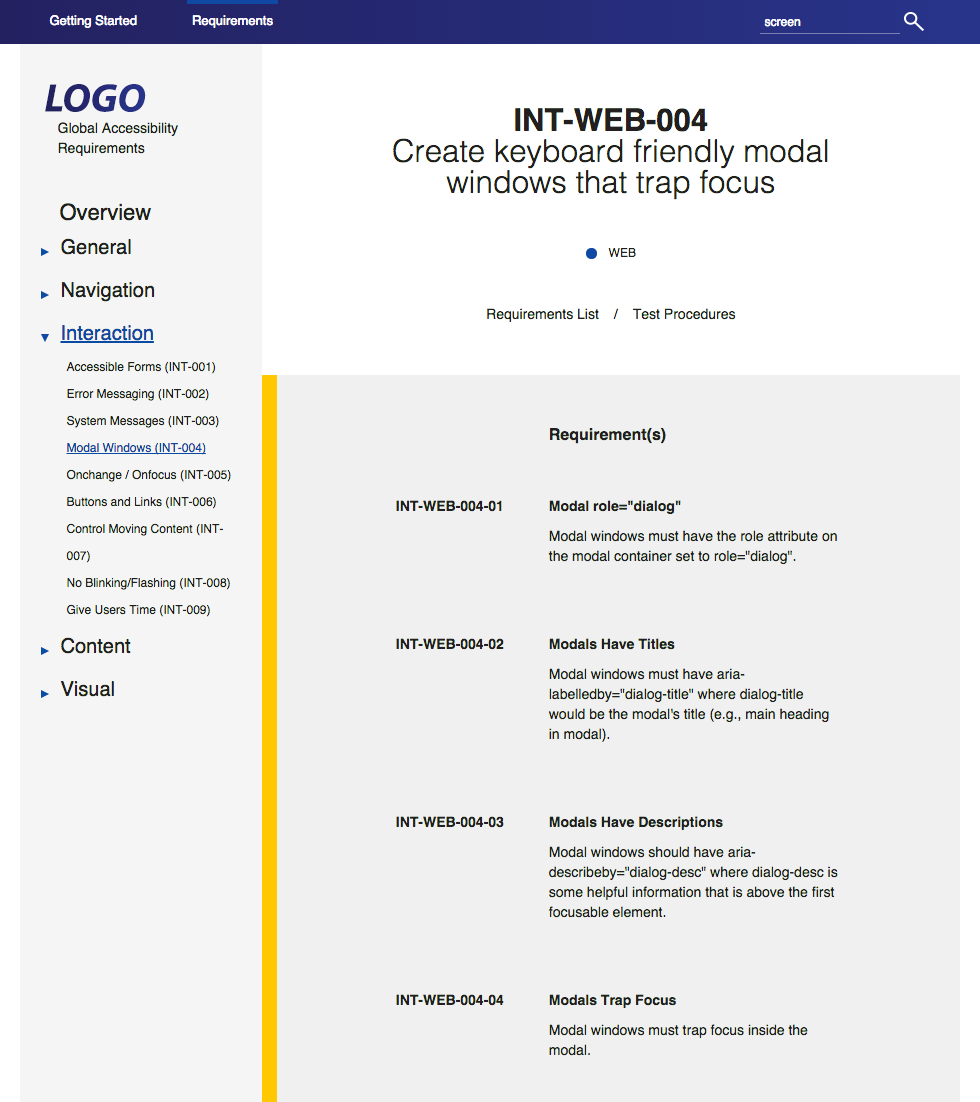 Getting Started
Requirements
screen
LOGO
Global Accessibility
Requirements
Overview
General
Navigation
Interaction
Accessible Forms (INT-001)
Error Messaging (INT-002)
System Messages (INT-003)
Modal Windows (INT-004)
Onchange / Onfocus (INT-005)
Buttons and Links (INT-006)
Control Moving Content (INT-
007)
No Blinking/Flashing (INT-008)
Give Users Time (INT-009)
Content
Visual
INT-WEB-004
Create keyboard friendly modal
windows that trap focus
WEB
Requirements List / Test Procedures
Requirement(s)
INT-WEB-004-01
Modal role="dialog"
Modal windows must have the role attribute on
the modal container set to role="dialog".
INT-WEB-004-02
Modals Have Titles
Modal windows must have aria-
labelledby="dialog-title" where dialog-title
would be the modal's title (e.g., main heading
in modal).
INT-WEB-004-03
Modals Have Descriptions
Modal windows should have aria-
describeby="dialog-desc" where dialog-desc is
some helpful information that is above the first
focusable element.
INT-WEB-004-04
Modals Trap Focus
Modal windows must trap focus inside the
modal.